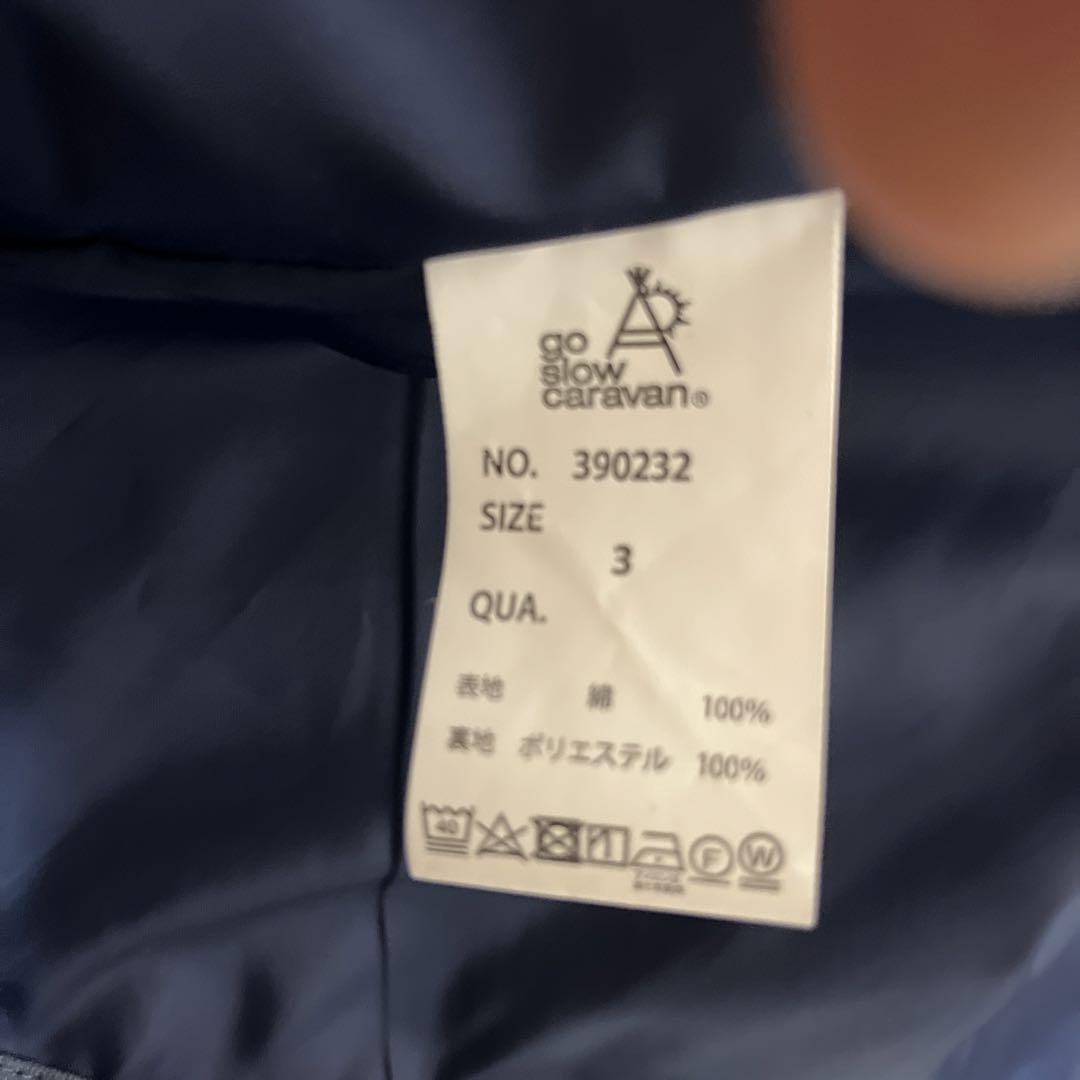 go
slow
caravan®
NO. 390232
SIZE
3
QUA.
表地 綿 100%
裏地 ポリエステル 100%
40
F
W